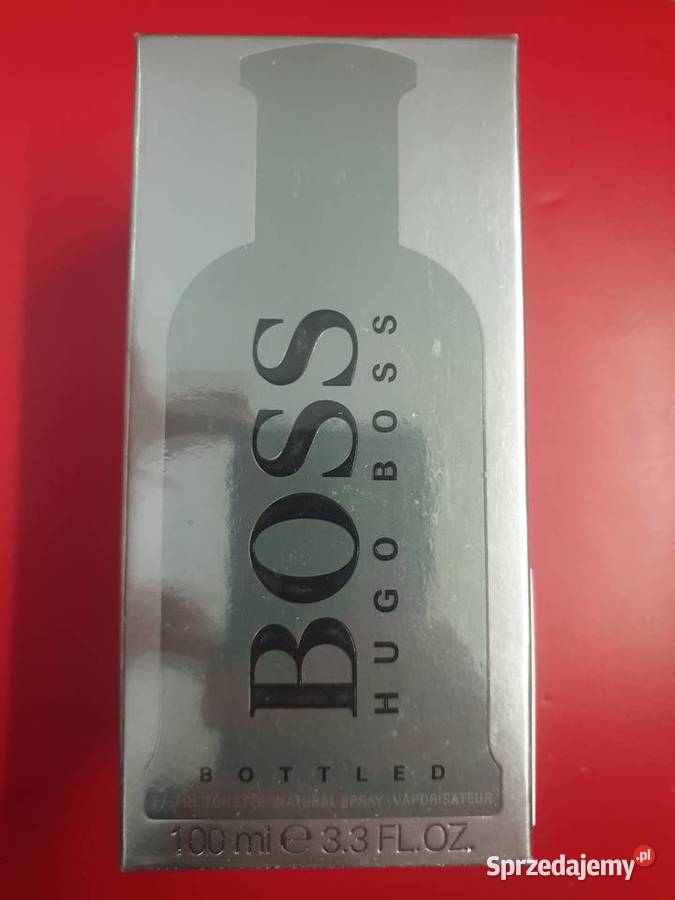 BOSS
HUGO BOSS
BOTTLED
EAU DE TOILETTE · NATURAL SPRAY · VAPORISATEUR
100 ml ℮ 3.3 FL.OZ.
Sprzedajemy.pl